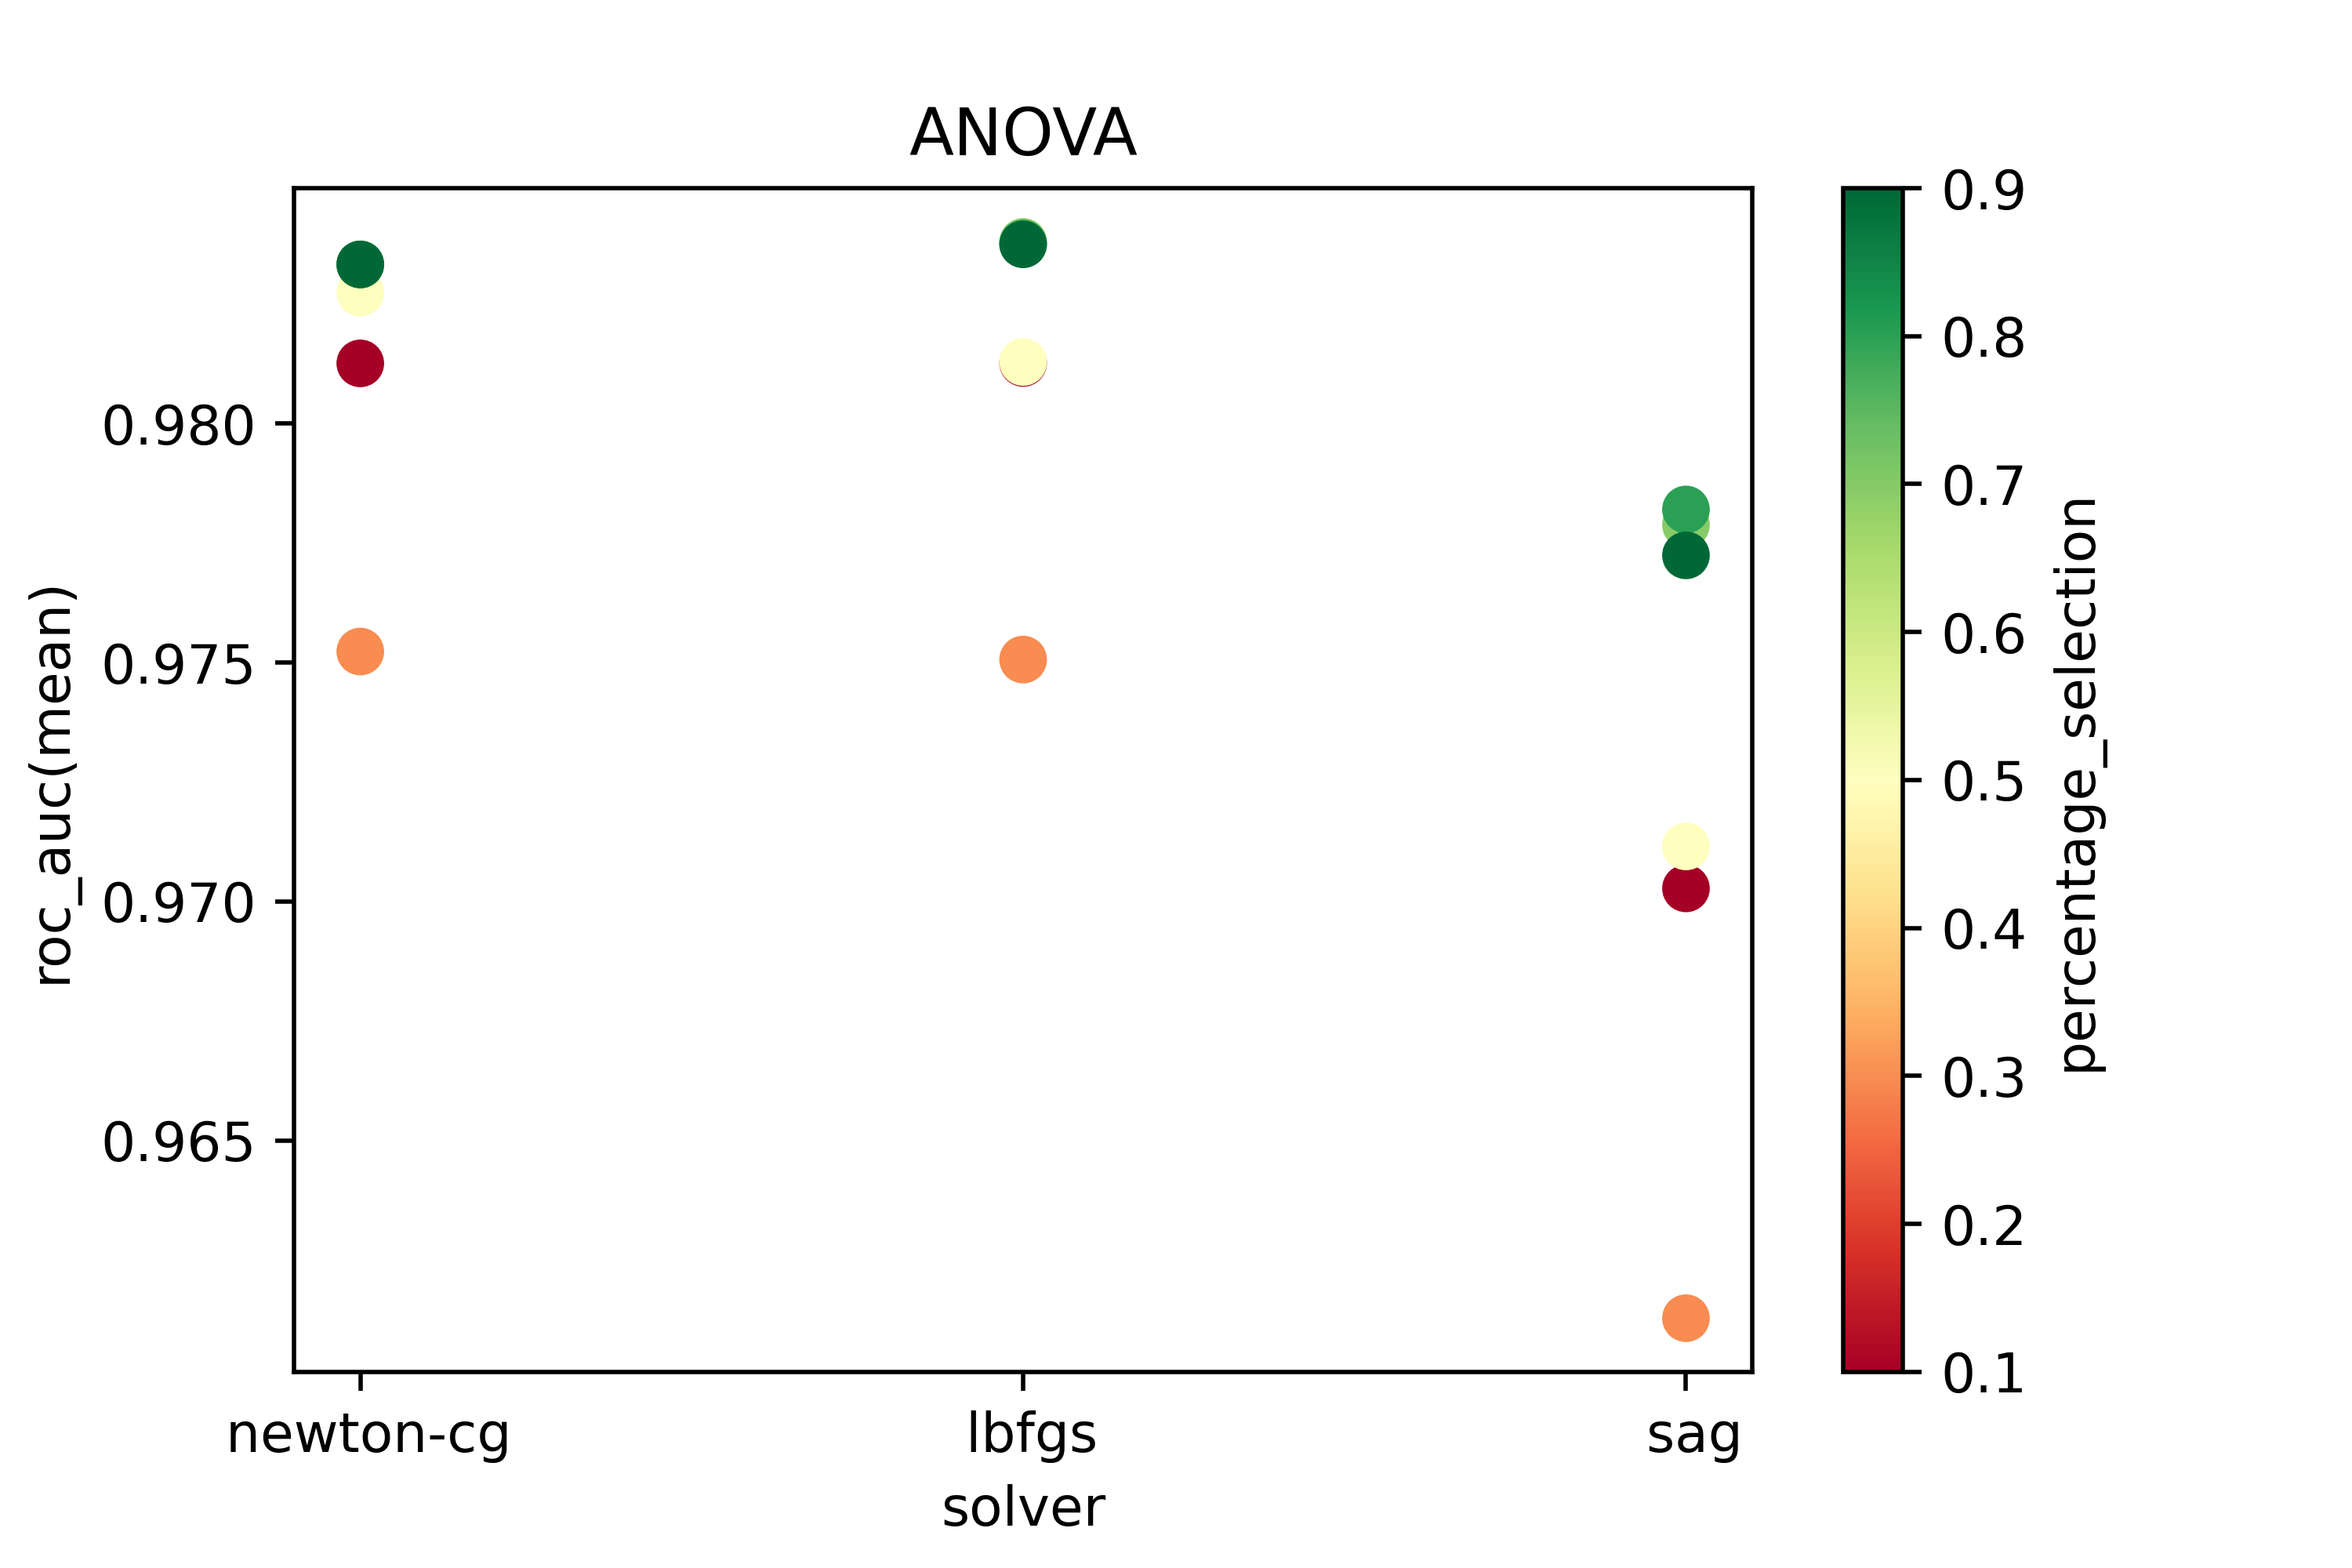 ANOVA
roc_auc(mean)
0.980
0.975
0.970
0.965
newton-cg
lbfgs
sag
solver
0.9
0.8
0.7
0.6
0.5
0.4
0.3
0.2
0.1
percentage_selection